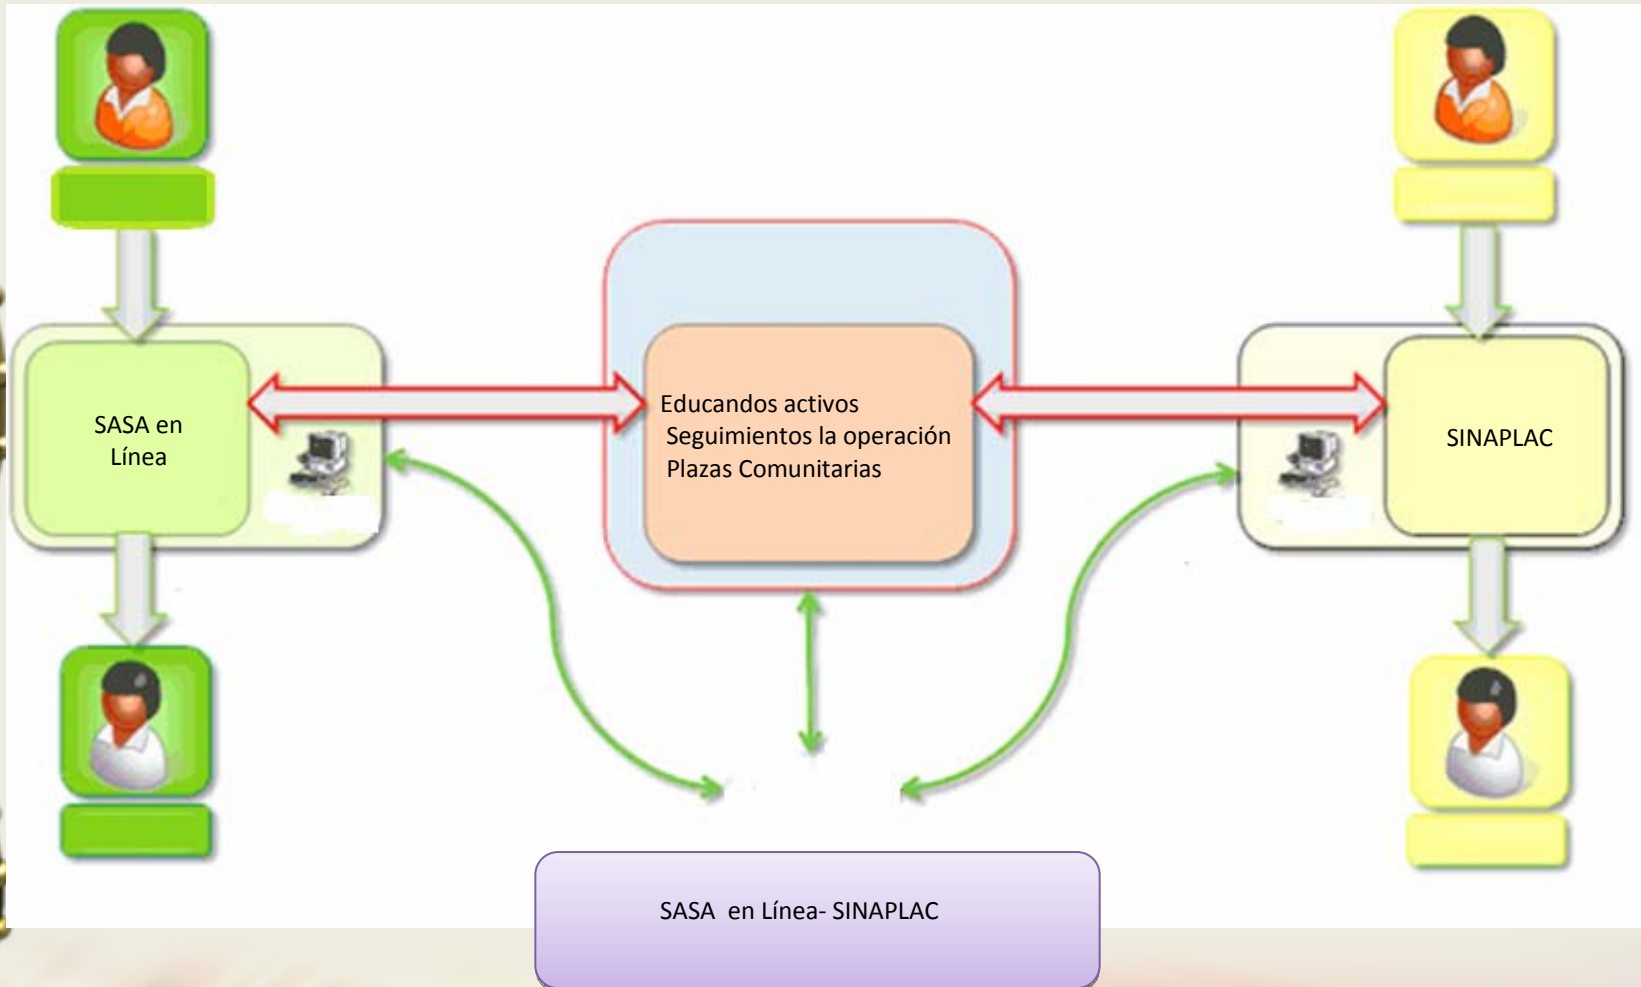 SASA en
Línea
Educandos activos
Seguimientos la operación
Plazas Comunitarias
SINAPLAC
SASA en Línea- SINAPLAC